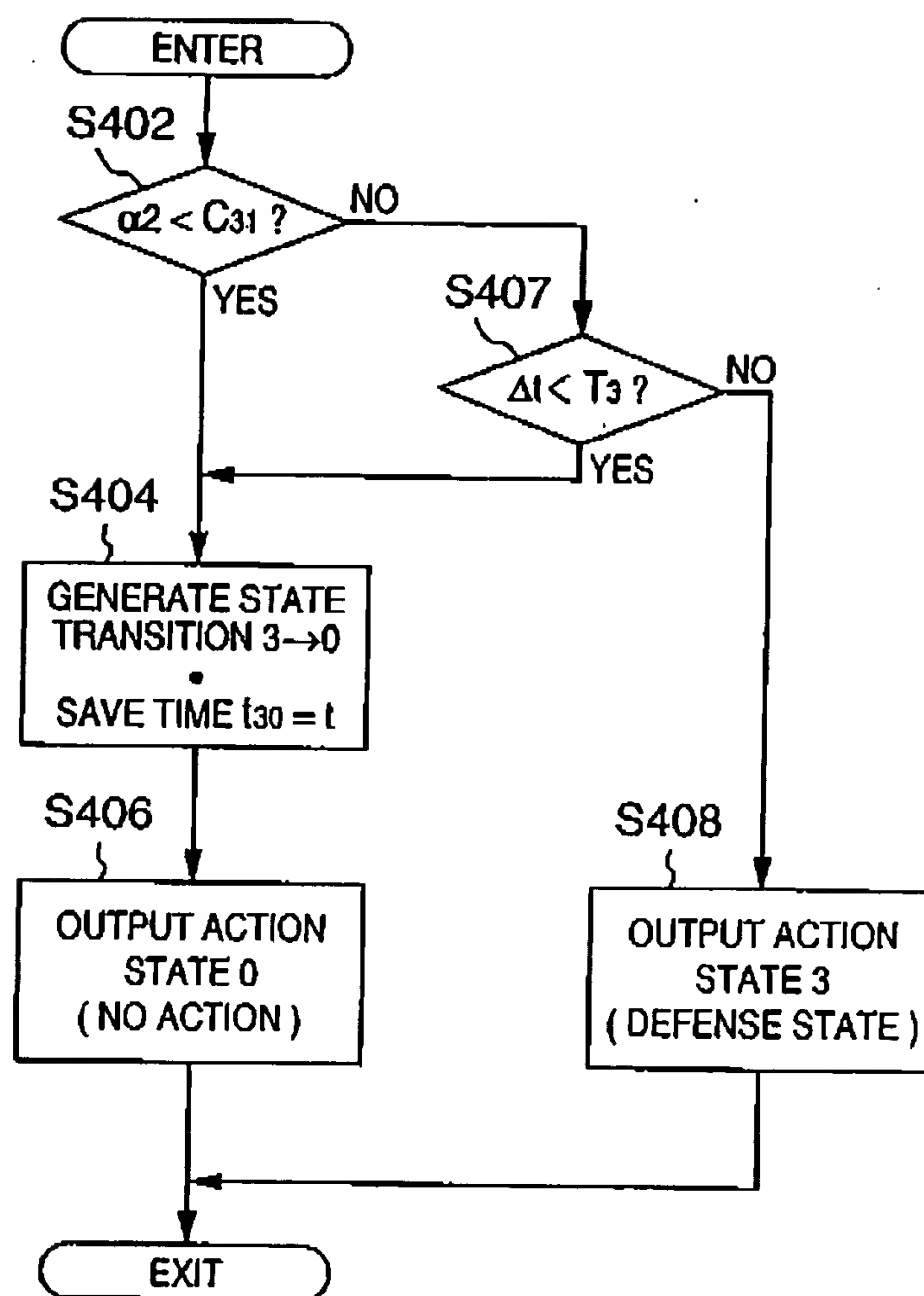 ENTER
S402
α2 < C31 ?
NO
YES
S407
Δt < T3 ?
NO
YES
S404
GENERATE STATE
TRANSITION 3→0
•
SAVE TIME t30 = t
S406
OUTPUT ACTION
STATE 0
( NO ACTION )
S408
OUTPUT ACTION
STATE 3
( DEFENSE STATE )
EXIT